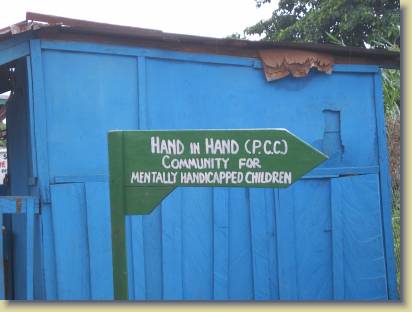 HAND IN HAND (P.C.C.)
COMMUNITY FOR
MENTALLY HANDICAPPED CHILDREN